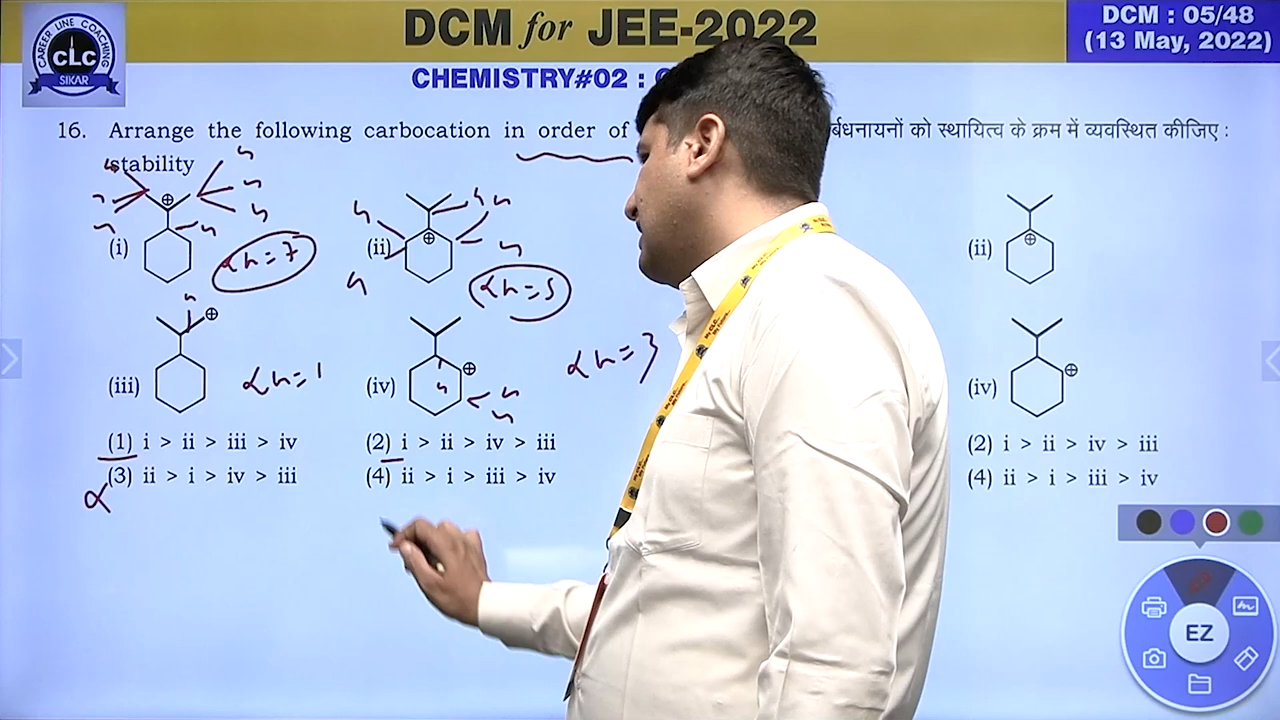 DCM for JEE-2022
DCM : 05/48
(13 May, 2022)
CAREER LINE COACHING
CLC
SIKAR
CHEMISTRY#02 :
16. Arrange the following carbocation in order of
stability
को स्थायित्व के क्रम में व्यवस्थित कीजिए :
(i)
αh = 7
(ii)
αh = 5
(ii)
(iii)
αh = 1
(iv)
αh = 3
(iv)
(1) i > ii > iii > iv
(2) i > ii > iv > iii
(2) i > ii > iv > iii
(3) ii > i > iv > iii
(4) ii > i > iii > iv
(4) ii > i > iii > iv
α
EZ